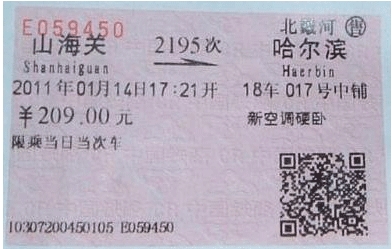 E059450 北戴河 售
山海关 2195次 哈尔滨
Shanhaiguan Haerbin
2011年01月14日17:21开 18车017号中铺
¥209.00元 新空调硬卧
限乘当日当次车
10307200450105 E059450